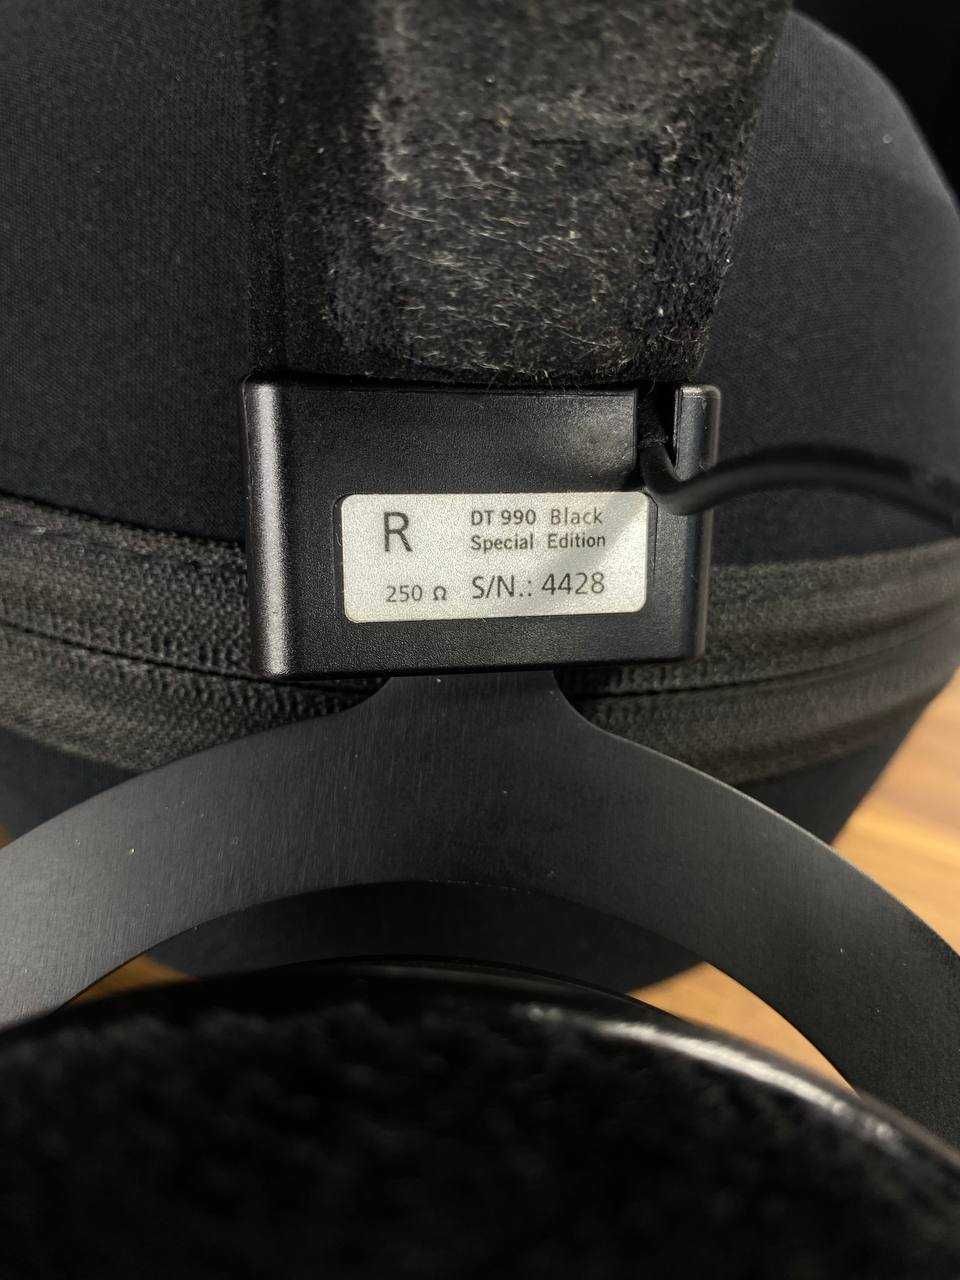 R
DT 990 Black
Special Edition
250 Ω S/N.: 4428